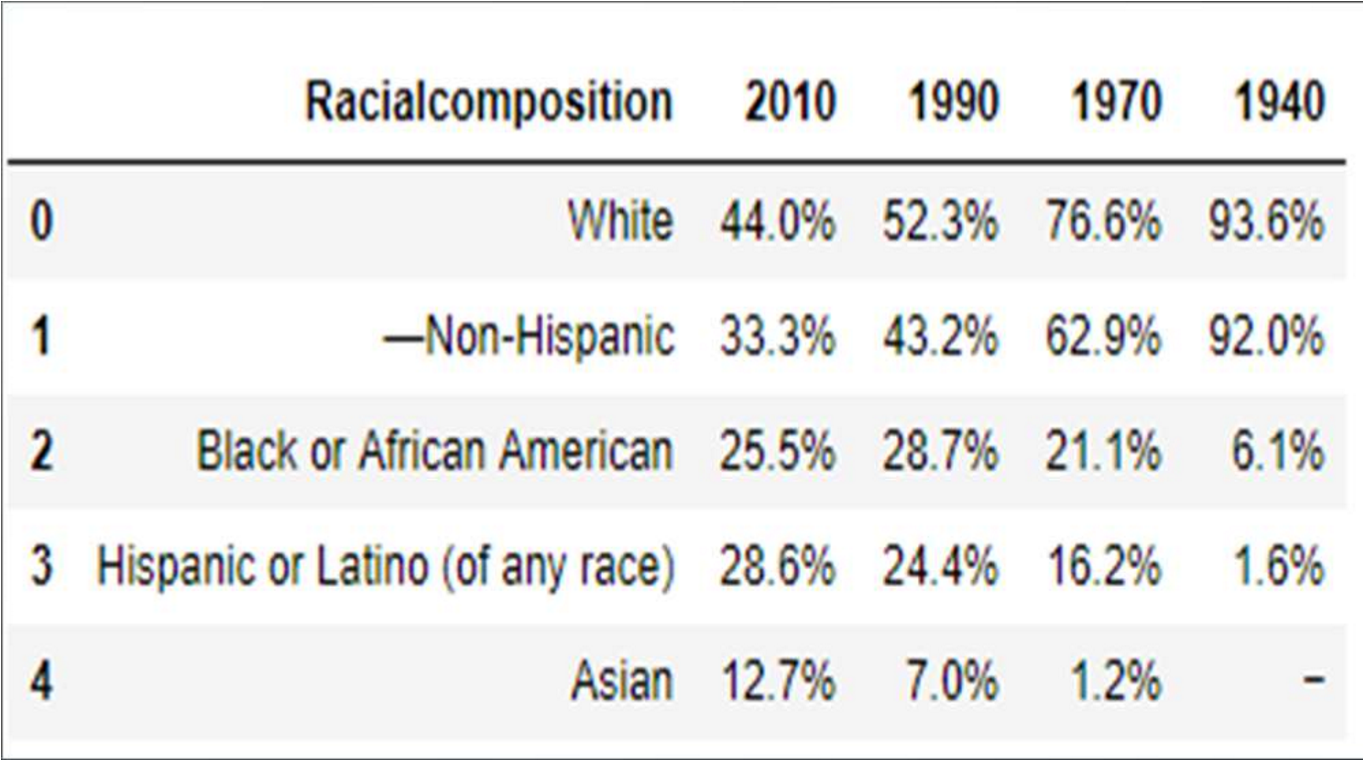 Racialcomposition 2010 1990 1970 1940
0 White 44.0% 52.3% 76.6% 93.6%
1 —Non-Hispanic 33.3% 43.2% 62.9% 92.0%
2 Black or African American 25.5% 28.7% 21.1% 6.1%
3 Hispanic or Latino (of any race) 28.6% 24.4% 16.2% 1.6%
4 Asian 12.7% 7.0% 1.2% –